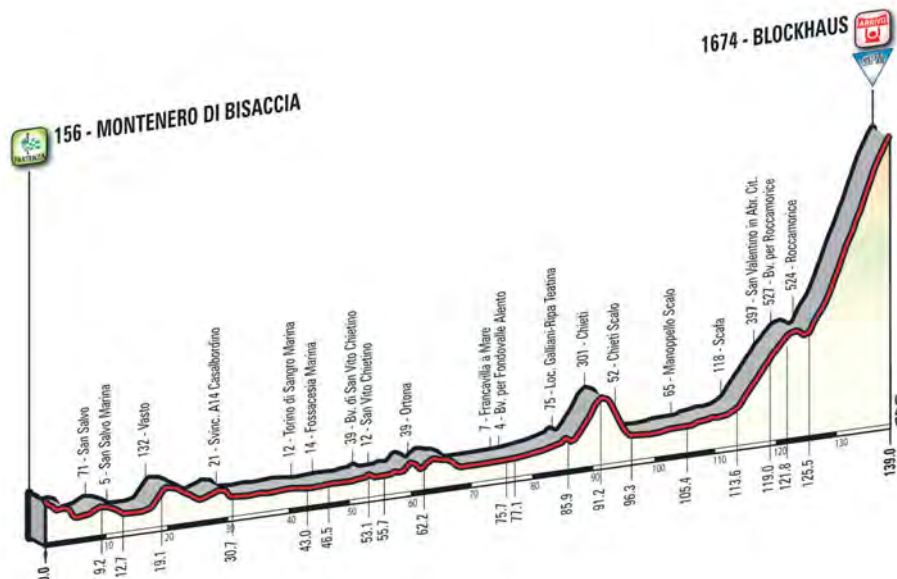 1674 - BLOCKHAUS
ARRIVO
GPM
156 - MONTENERO DI BISACCIA
PARTENZA
71 - San Salvo
5 - San Salvo Marina
132 - Vasto
21 - Svinc. A14 Casalbordino
12 - Torino di Sangro Marina
14 - Fossacesia Marina
39 - Bv. di San Vito Chietino
12 - San Vito Chietino
39 - Ortona
7 - Francavilla a Mare
4 - Bv. per Fondovalle Alento
75 - Loc. Galliani-Ripa Teatina
301 - Chieti
52 - Chieti Scalo
65 - Manoppello Scalo
118 - Scafa
397 - San Valentino in Abr. Cit.
527 - Bv. per Roccamorice
524 - Roccamorice
10
20
30
40
50
60
70
80
90
100
110
120
130
0.0
9.2
12.7
19.1
30.7
43.0
46.5
53.1
55.7
62.2
75.7
77.1
85.9
91.2
96.3
105.4
113.6
119.0
121.8
125.5
139.0